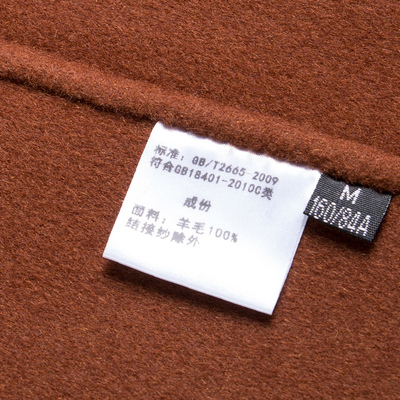 标准：GB/T2665-2009
符合GB18401-2010C类
成份
面料：羊毛100%
结接纱除外
M
160/84A